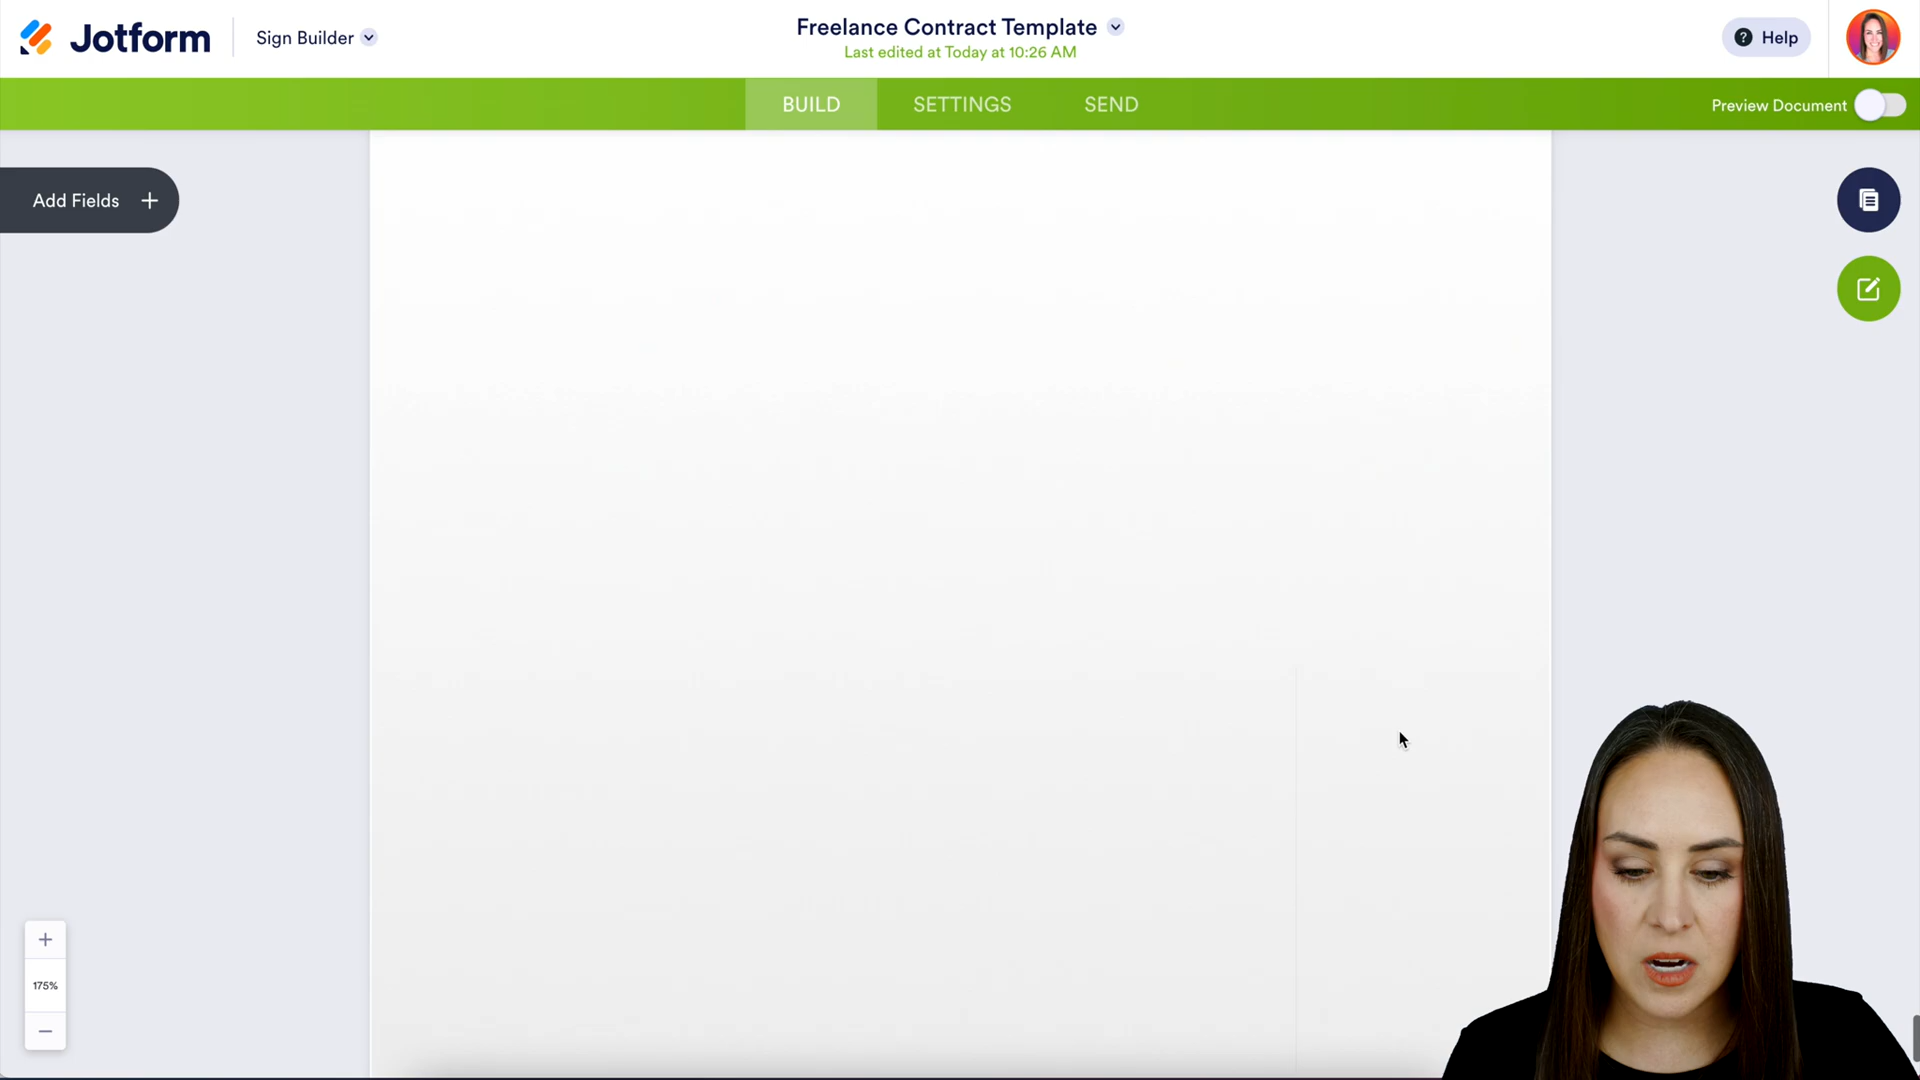 Jotform
Sign Builder
Freelance Contract Template
Last edited at Today at 10:26 AM
? Help
BUILD
SETTINGS
SEND
Preview Document
Add Fields +
+
175%
−